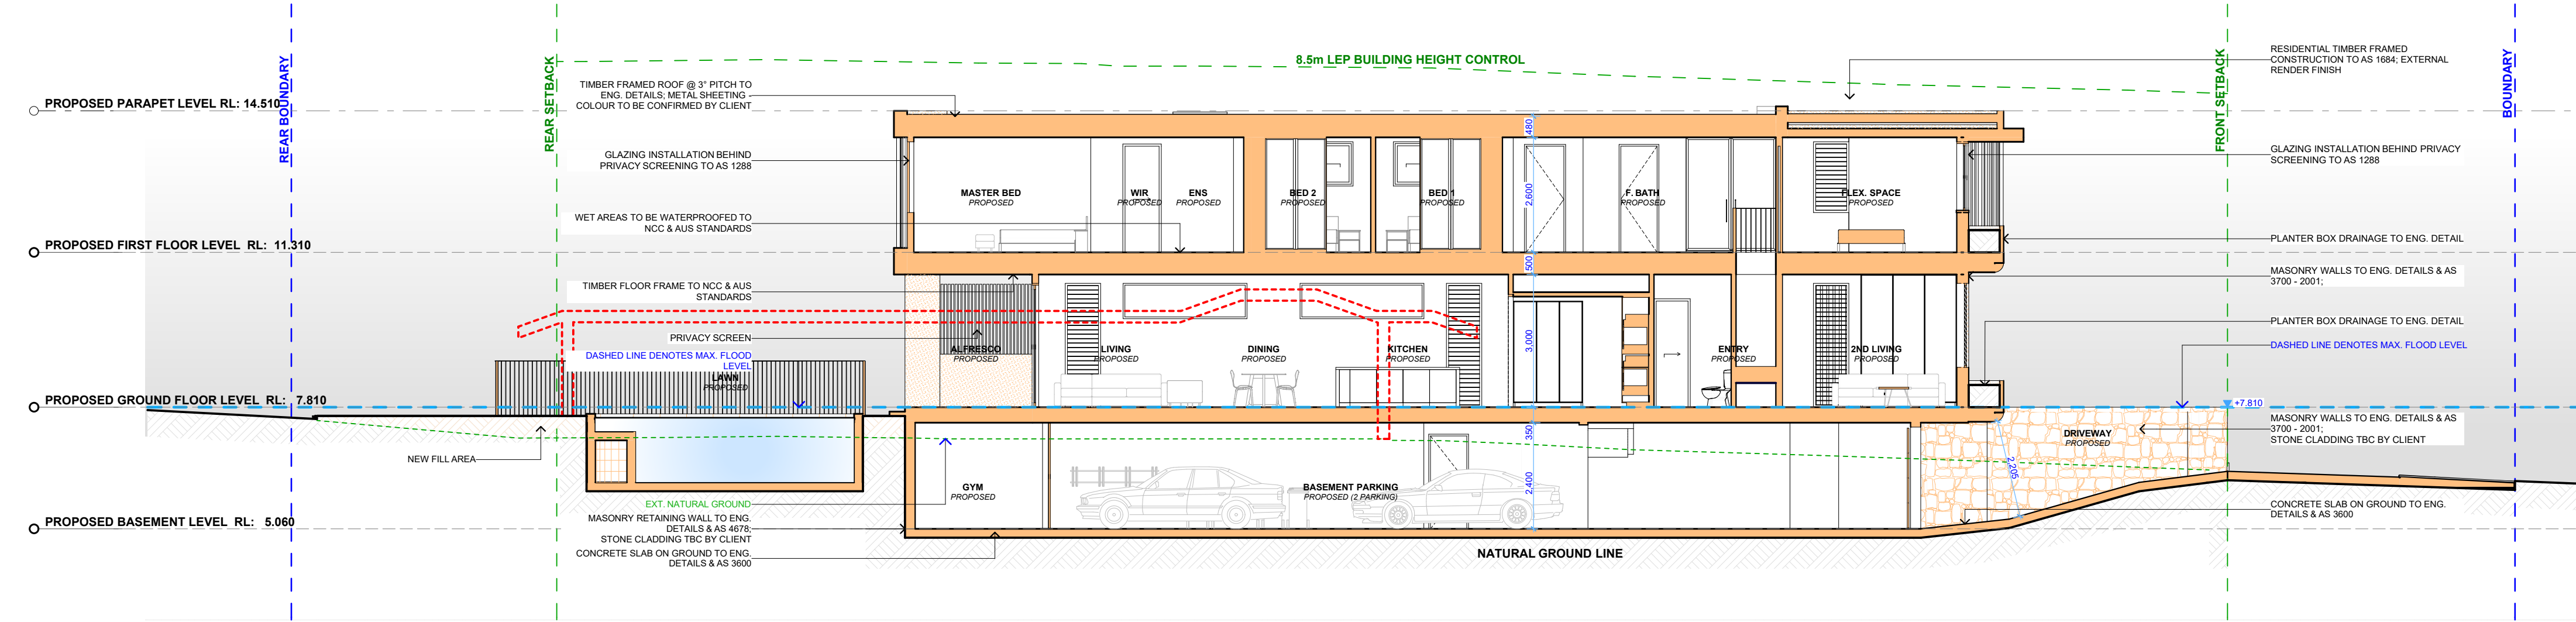 8.5m LEP BUILDING HEIGHT CONTROL
REAR BOUNDARY
REAR SETBACK
FRONT SETBACK
BOUNDARY
PROPOSED PARAPET LEVEL RL: 14.510
PROPOSED FIRST FLOOR LEVEL RL: 11.310
PROPOSED GROUND FLOOR LEVEL RL: 7.810
PROPOSED BASEMENT LEVEL RL: 5.060
TIMBER FRAMED ROOF @ 3° PITCH TO
ENG. DETAILS; METAL SHEETING -
COLOUR TO BE CONFIRMED BY CLIENT
GLAZING INSTALLATION BEHIND
PRIVACY SCREENING TO AS 1288
WET AREAS TO BE WATERPROOFED TO
NCC & AUS STANDARDS
TIMBER FLOOR FRAME TO NCC & AUS
STANDARDS
PRIVACY SCREEN
DASHED LINE DENOTES MAX. FLOOD
LEVEL
LAWN
PROPOSED
NEW FILL AREA
EXT. NATURAL GROUND
MASONRY RETAINING WALL TO ENG.
DETAILS & AS 4678;
STONE CLADDING TBC BY CLIENT
CONCRETE SLAB ON GROUND TO ENG.
DETAILS & AS 3600
MASTER BED
PROPOSED
WIR
PROPOSED
ENS
PROPOSED
BED 2
PROPOSED
BED 1
PROPOSED
F. BATH
PROPOSED
FLEX. SPACE
PROPOSED
480
2,600
500
3,000
350
2,400
ALFRESCO
PROPOSED
LIVING
PROPOSED
DINING
PROPOSED
KITCHEN
PROPOSED
ENTRY
PROPOSED
2ND LIVING
PROPOSED
GYM
PROPOSED
BASEMENT PARKING
PROPOSED (2 PARKING)
DRIVEWAY
PROPOSED
2,205
NATURAL GROUND LINE
RESIDENTIAL TIMBER FRAMED
CONSTRUCTION TO AS 1684; EXTERNAL
RENDER FINISH
GLAZING INSTALLATION BEHIND PRIVACY
SCREENING TO AS 1288
PLANTER BOX DRAINAGE TO ENG. DETAIL
MASONRY WALLS TO ENG. DETAILS & AS
3700 - 2001;
PLANTER BOX DRAINAGE TO ENG. DETAIL
DASHED LINE DENOTES MAX. FLOOD LEVEL
+7.810
MASONRY WALLS TO ENG. DETAILS & AS
3700 - 2001;
STONE CLADDING TBC BY CLIENT
CONCRETE SLAB ON GROUND TO ENG.
DETAILS & AS 3600